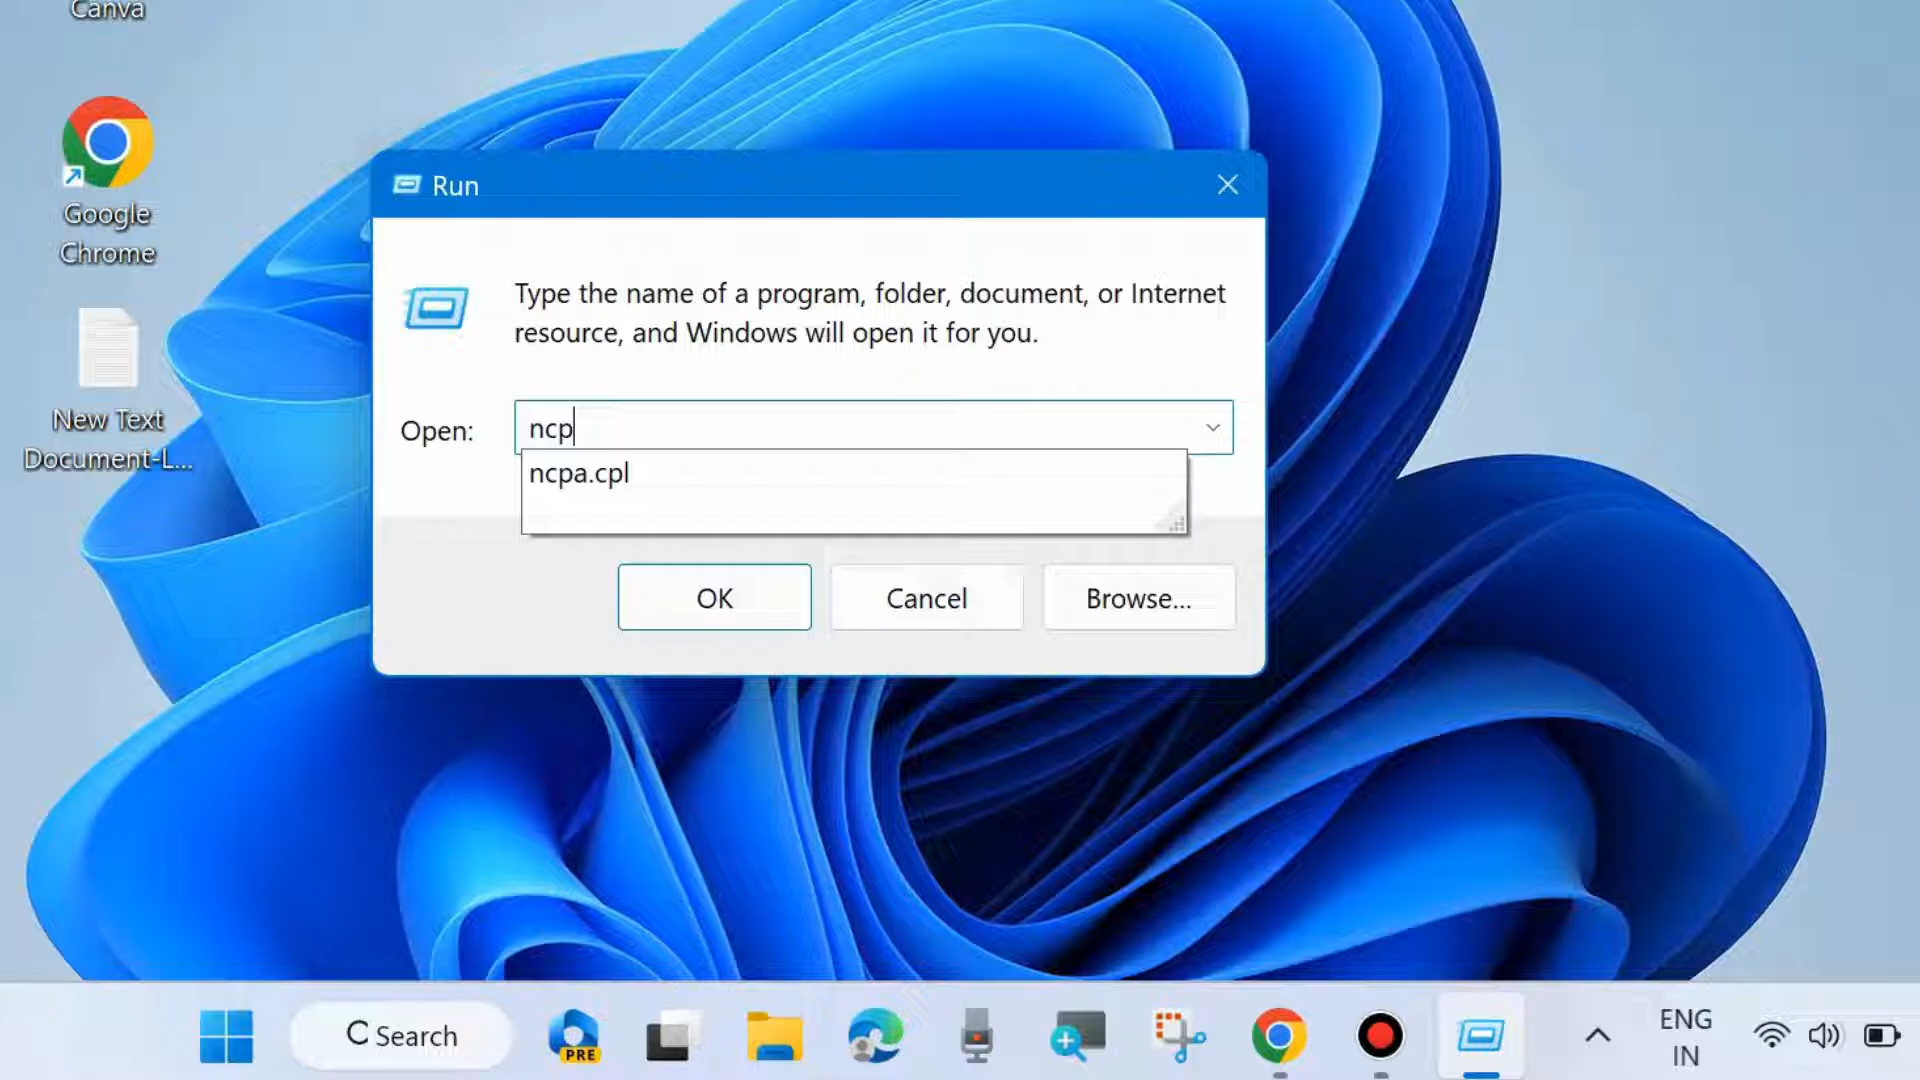 Canva
Google
Chrome
New Text
Document-L...
Run
Type the name of a program, folder, document, or Internet
resource, and Windows will open it for you.
Open:
ncp
ncpa.cpl
OK
Cancel
Browse...
Search
PRE
ENG
IN